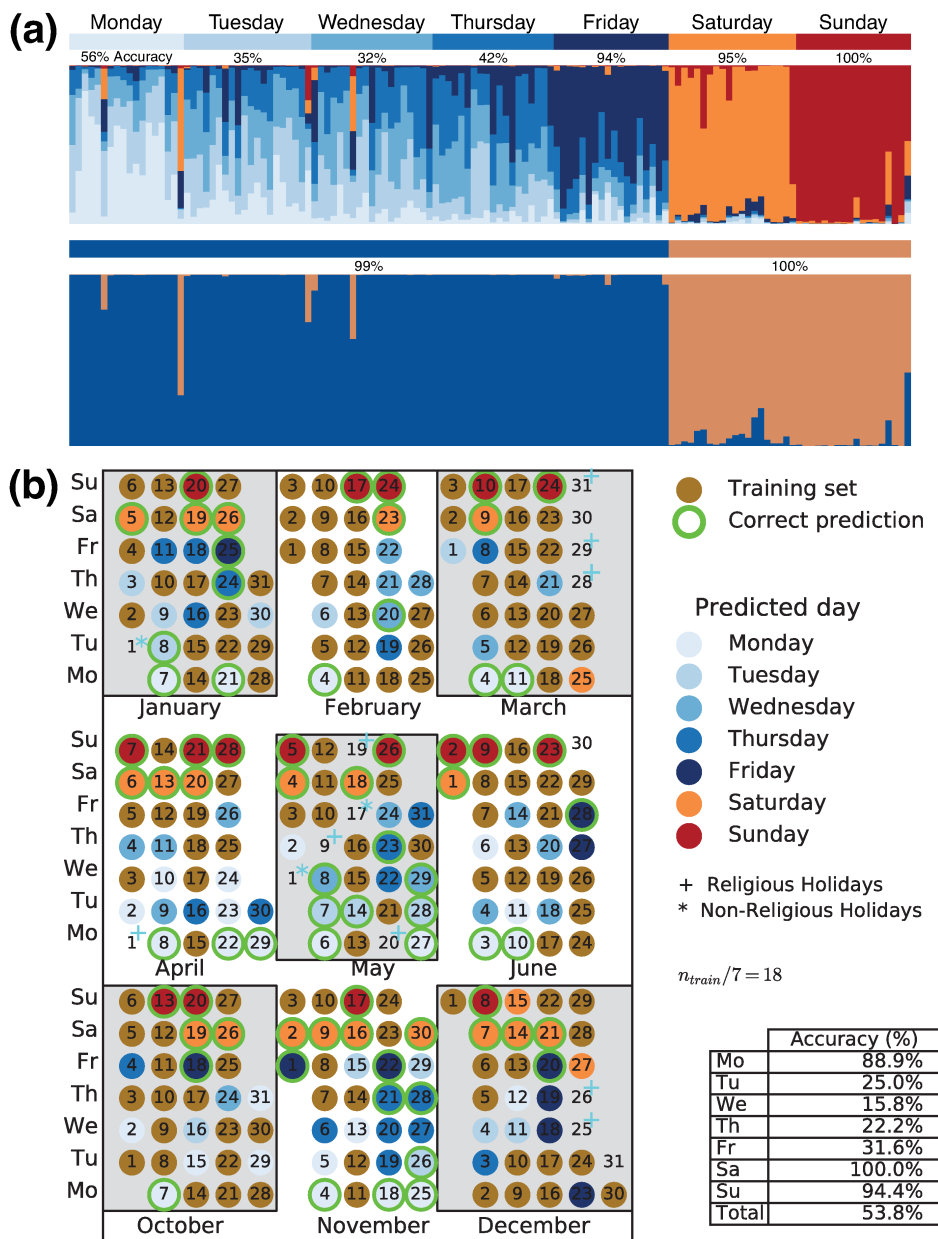 (a)
Monday Tuesday Wednesday Thursday Friday Saturday Sunday
56% Accuracy 35% 32% 42% 94% 95% 100%
99% 100%
(b)
Su 6 13 20 27 3 10 17 24 3 10 17 24 31+
Sa 5 12 19 26 2 9 16 23 2 9 16 23 30
Fr 4 11 18 25 1 8 15 22 1 8 15 22 29+
Th 3 10 17 24 31 7 14 21 28 7 14 21 28+
We 2 9 16 23 30 6 13 20 27 6 13 20 27
Tu 1* 8 15 22 29 5 12 19 26 5 12 19 26
Mo 7 14 21 28 4 11 18 25 4 11 18 25
January February March
Su 7 14 21 28 5 12 19+ 26 2 9 16 23 30
Sa 6 13 20 27 4 11 18 25 1 8 15 22 29
Fr 5 12 19 26 3 10 17* 24 31 7 14 21 28
Th 4 11 18 25 2 9+ 16 23 30 6 13 20 27
We 3 10 17 24 1* 8 15 22 29 5 12 19 26
Tu 2 9 16 23 30 7 14 21 28 4 11 18 25
Mo 1+ 8 15 22 29 6 13 20+ 27 3 10 17 24
April May June
Su 6 13 20 27 3 10 17 24 1 8 15 22 29
Sa 5 12 19 26 2 9 16 23 30 7 14 21 28
Fr 4 11 18 25 1 8 15 22 29 6 13 20 27
Th 3 10 17 24 31 7 14 21 28 5 12 19 26+
We 2 9 16 23 30 6 13 20 27 4 11 18 25+
Tu 1 8 15 22 29 5 12 19 26 3 10 17 24 31
Mo 7 14 21 28 4 11 18 25 2 9 16 23 30
October November December
Training set
Correct prediction
Predicted day
Monday
Tuesday
Wednesday
Thursday
Friday
Saturday
Sunday
+ Religious Holidays
* Non-Religious Holidays
n_train/7=18
Accuracy (%)
Mo 88.9%
Tu 25.0%
We 15.8%
Th 22.2%
Fr 31.6%
Sa 100.0%
Su 94.4%
Total 53.8%